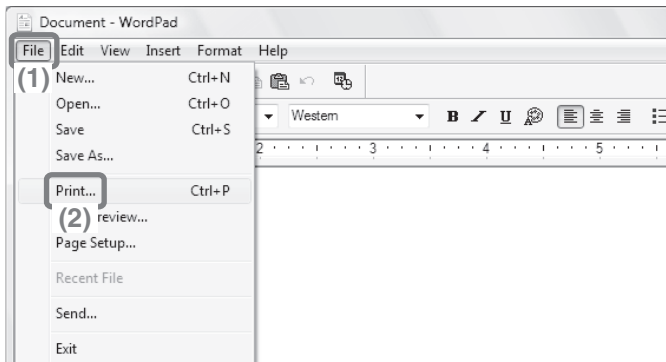 Document - WordPad
File Edit View Insert Format Help
(1) New... Ctrl+N
Open... Ctrl+O
Western B I U
Save Ctrl+S
2 3 4 5
Save As...
Print... Ctrl+P
(2) review...
Page Setup...
Recent File
Send...
Exit